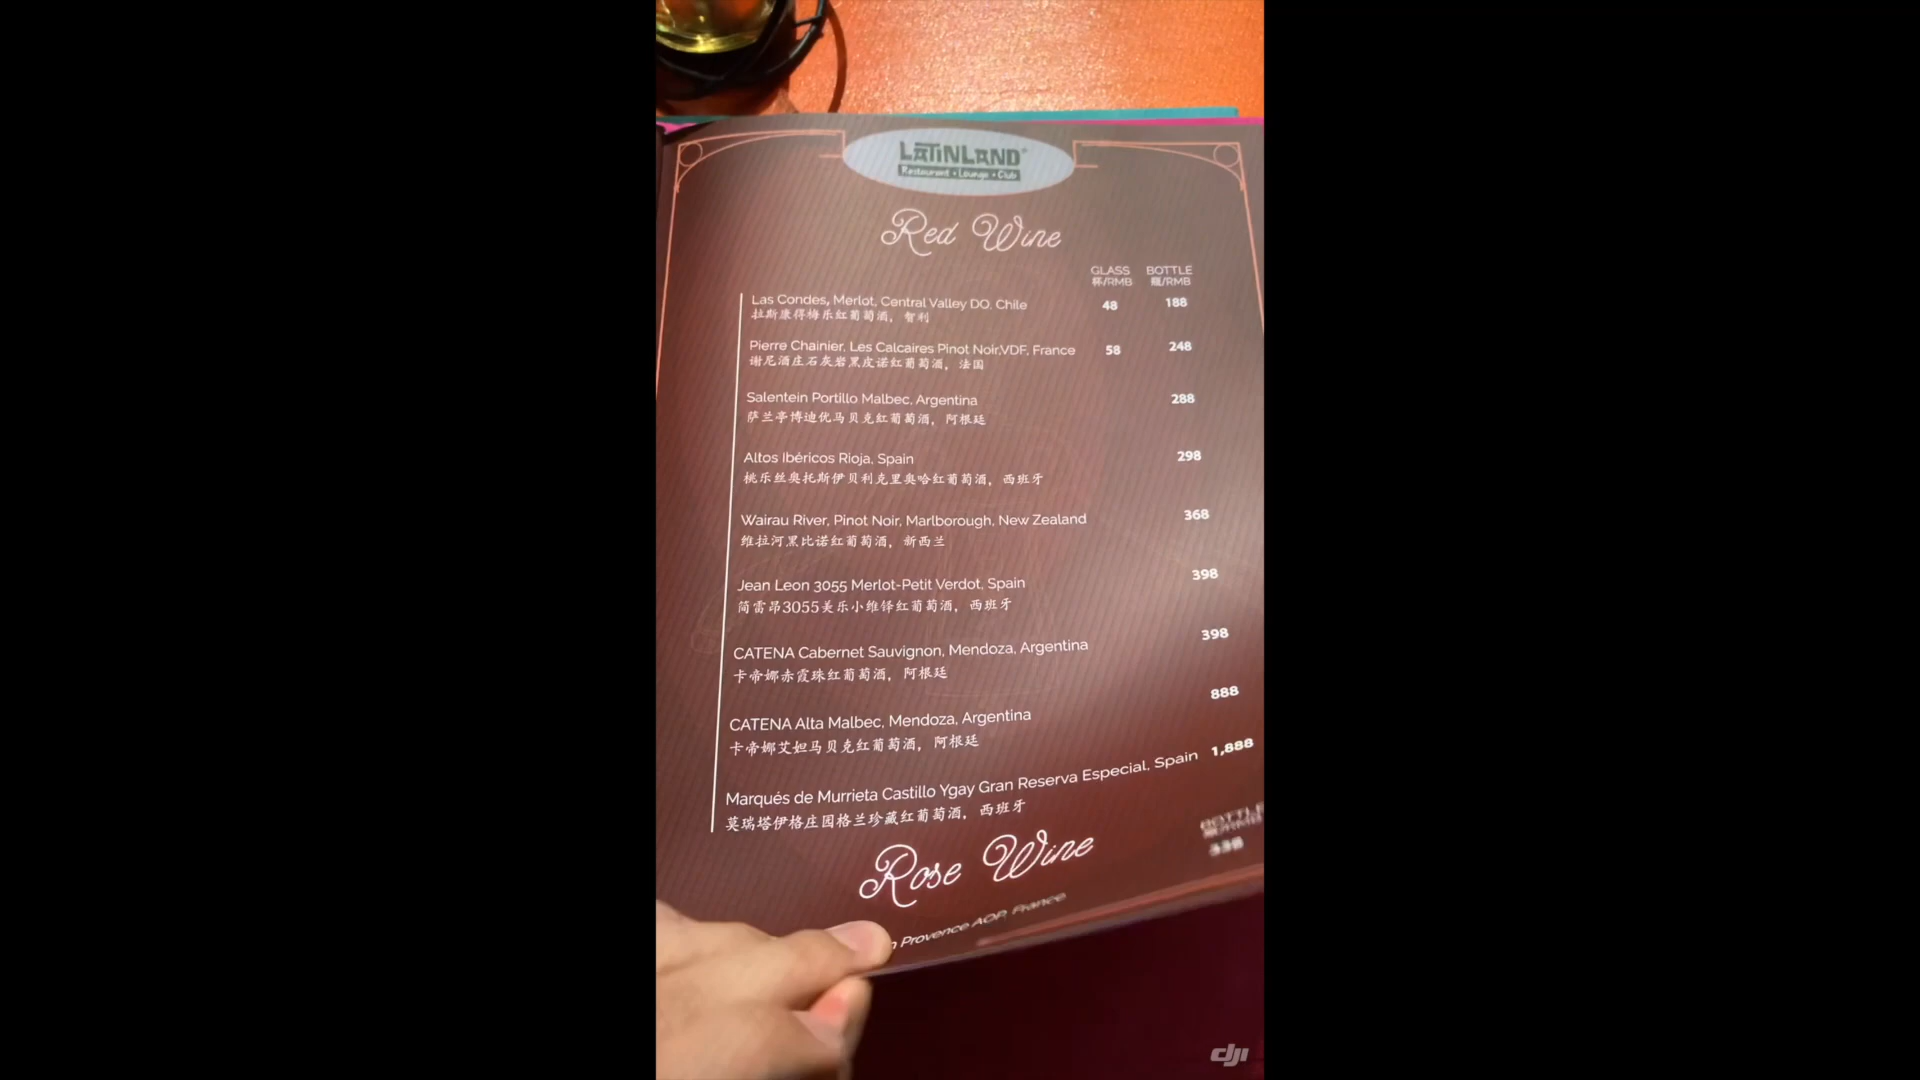 LATINLAND
Restaurant • Lounge • Club
Red Wine
GLASS BOTTLE
杯/RMB 瓶/RMB
Las Condes, Merlot, Central Valley DO, Chile 48 188
拉斯康得梅乐红葡萄酒，智利
Pierre Chainier, Les Calcaires Pinot Noir,VDF, France 58 248
谢尼酒庄石灰岩黑皮诺红葡萄酒，法国
Salentein Portillo Malbec, Argentina 288
萨兰亭博迪优马贝克红葡萄酒，阿根廷
Altos Ibéricos Rioja, Spain 298
桃乐丝奥托斯伊贝利克里奥哈红葡萄酒，西班牙
Wairau River, Pinot Noir, Marlborough, New Zealand 368
维拉河黑比诺红葡萄酒，新西兰
Jean Leon 3055 Merlot-Petit Verdot, Spain 398
简雷昂3055美乐小维铎红葡萄酒，西班牙
CATENA Cabernet Sauvignon, Mendoza, Argentina 398
卡帝娜赤霞珠红葡萄酒，阿根廷
CATENA Alta Malbec, Mendoza, Argentina 888
卡帝娜艾妲马贝克红葡萄酒，阿根廷
Marqués de Murrieta Castillo Ygay Gran Reserva Especial, Spain 1,888
莫瑞塔伊格庄园格兰珍藏红葡萄酒，西班牙
Rose Wine
BOTTLE
瓶/RMB
Provence AOP, France
dji